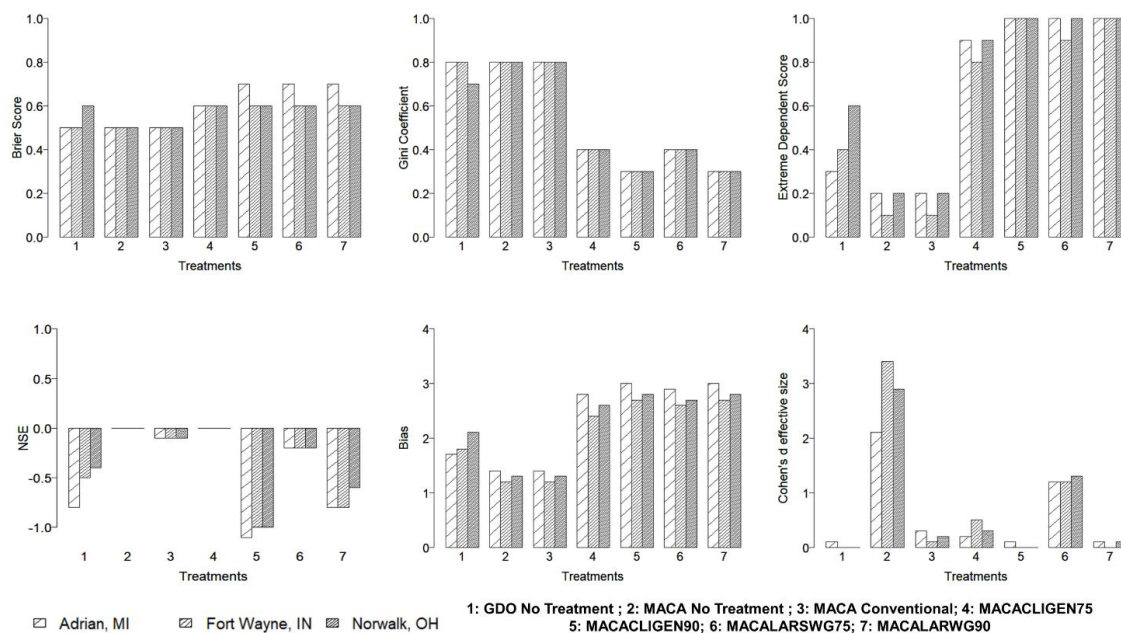 1.0
0.8
0.6
0.4
0.2
0.0
Brier Score
1 2 3 4 5 6 7
Treatments
1.0
0.8
0.6
0.4
0.2
0.0
Gini Coefficient
1 2 3 4 5 6 7
Treatments
1.0
0.8
0.6
0.4
0.2
0.0
Extreme Dependent Score
1 2 3 4 5 6 7
Treatments
1.0
0.5
-0.0
-0.5
-1.0
NSE
1 2 3 4 5 6 7
Treatments
4
3
2
1
0
Bias
1 2 3 4 5 6 7
Treatments
4
3
2
1
0
Cohen's d effective size
1 2 3 4 5 6 7
Treatments
Adrian, MI Fort Wayne, IN Norwalk, OH
1: GDO No Treatment ; 2: MACA No Treatment ; 3: MACA Conventional; 4: MACACLIGEN75
5: MACACLIGEN90; 6: MACALARSWG75; 7: MACALARWG90